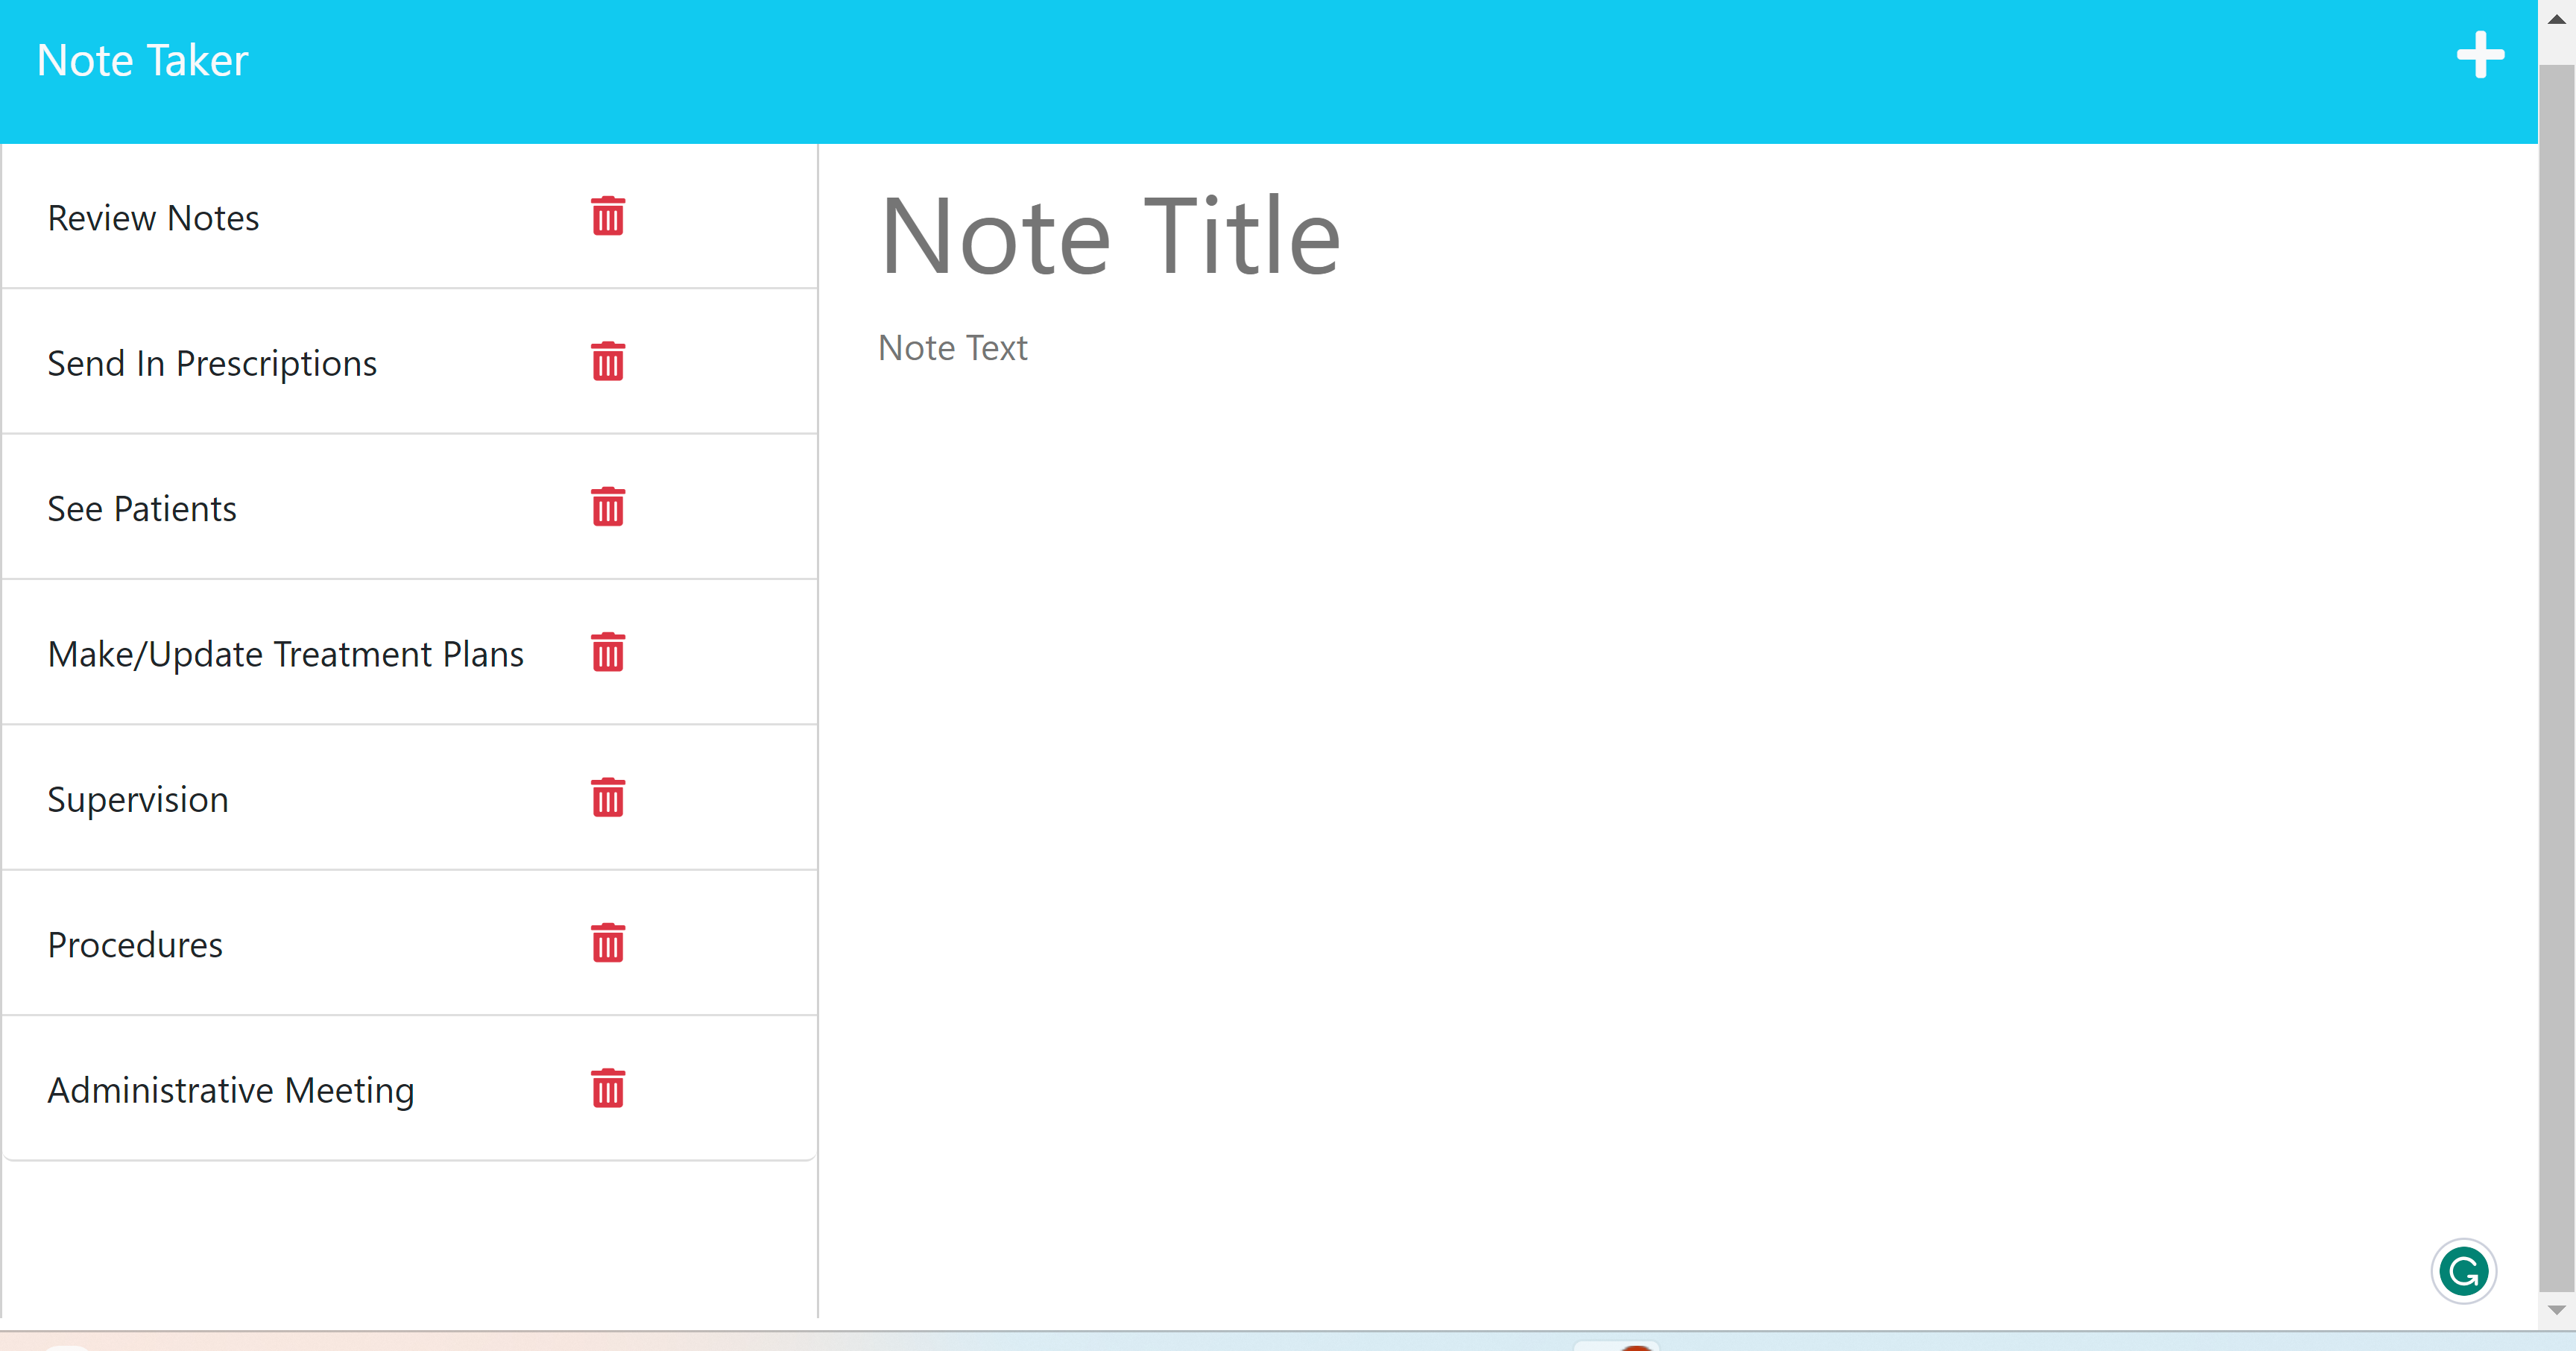 Note Taker
Review Notes
Send In Prescriptions
See Patients
Make/Update Treatment Plans
Supervision
Procedures
Administrative Meeting
Note Title
Note Text